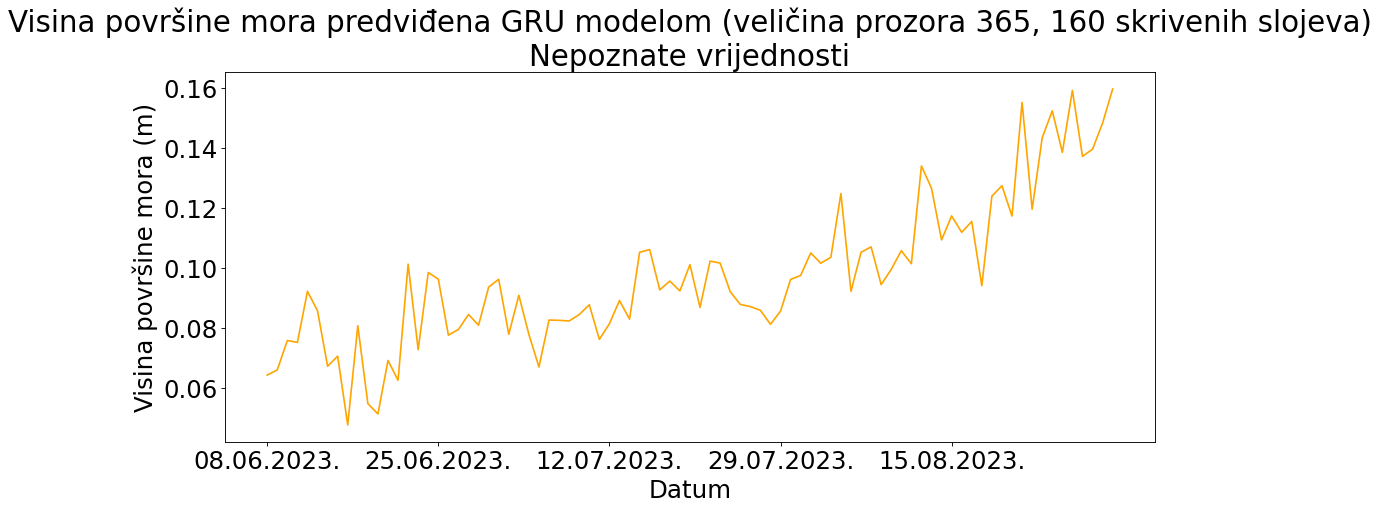 Visina površine mora predviđena GRU modelom (veličina prozora 365, 160 skrivenih slojeva)
Nepoznate vrijednosti
Visina površine mora (m)
0.16
0.14
0.12
0.10
0.08
0.06
08.06.2023. 25.06.2023. 12.07.2023. 29.07.2023. 15.08.2023.
Datum